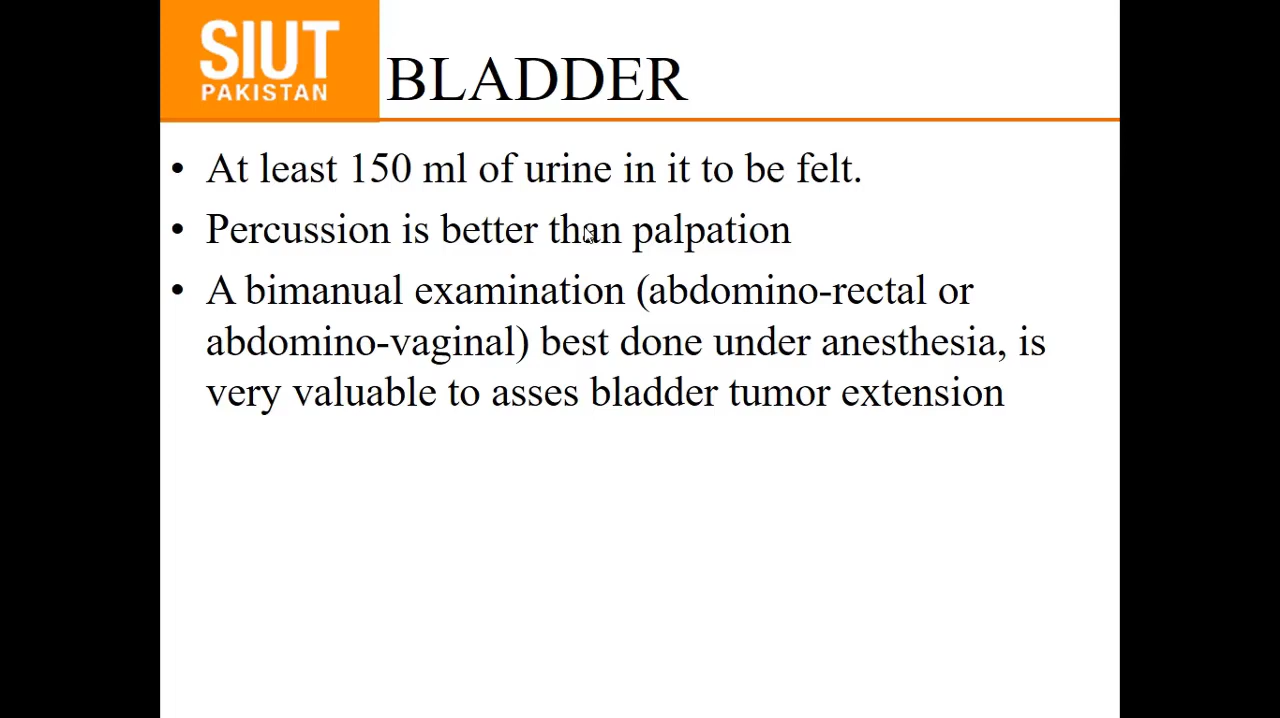 SIUT
PAKISTAN
BLADDER
• At least 150 ml of urine in it to be felt.
• Percussion is better than palpation
• A bimanual examination (abdomino-rectal or
abdomino-vaginal) best done under anesthesia, is
very valuable to asses bladder tumor extension